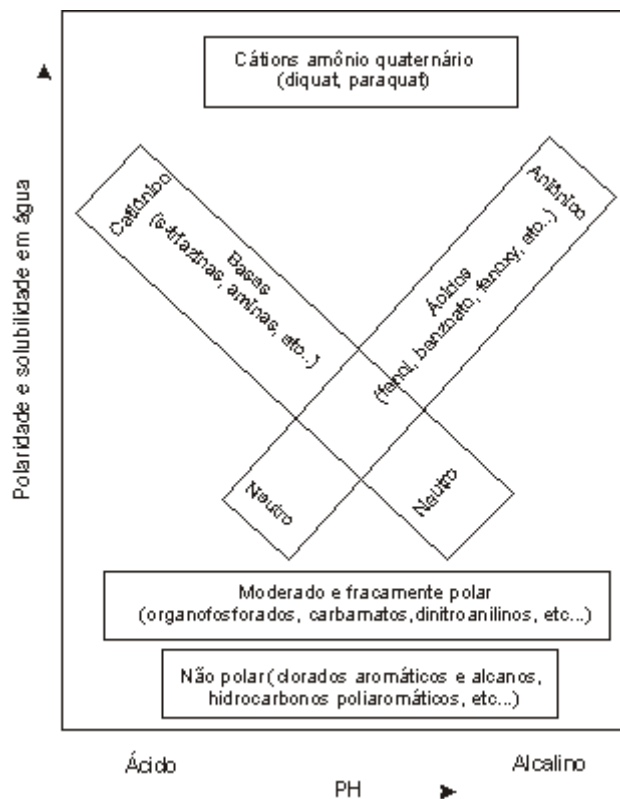 Cátions amônio quaternário
(diquat, paraquat)
Polaridade e solubilidade em água
Catiônico
Bases
(s-triazinas, aminas, etc..)
Neutro
Aniônico
Ácidos
(fenol, benzoato, fenoxy, etc..)
Neutro
Moderado e fracamente polar
(organofosforados, carbamatos,dinitroanilinos, etc...)
Não polar(clorados aromáticos e alcanos,
hidrocarbonos poliaromáticos, etc...)
Ácido
Alcalino
PH